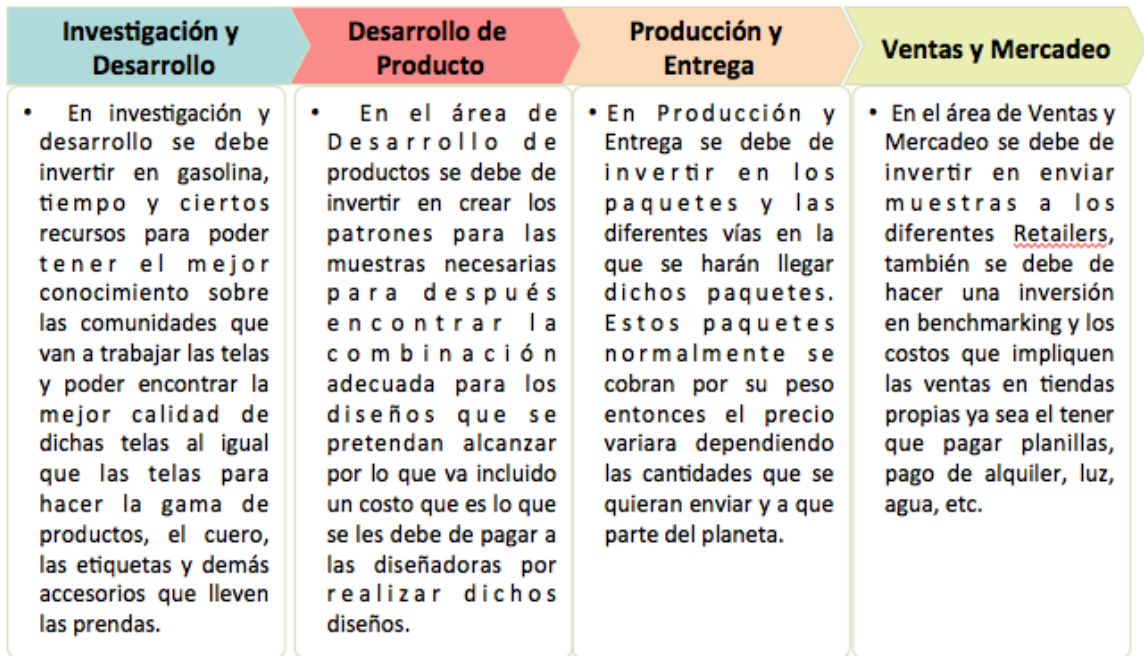 Investigación y
Desarrollo
• En investigación y
desarrollo se debe
invertir en gasolina,
tiempo y ciertos
recursos para poder
tener el mejor
conocimiento sobre
las comunidades que
van a trabajar las telas
y poder encontrar la
mejor calidad de
dichas telas al igual
que las telas para
hacer la gama de
productos, el cuero,
las etiquetas y demás
accesorios que lleven
las prendas.
Desarrollo de
Producto
• En el área de
Desarrollo de
productos se debe de
invertir en crear los
patrones para las
muestras necesarias
para después
encontrar la
combinación
adecuada para los
diseños que se
pretendan alcanzar
por lo que va incluido
un costo que es lo que
se les debe de pagar a
las diseñadoras por
realizar dichos
diseños.
Producción y
Entrega
• En Producción y
Entrega se debe de
invertir en los
paquetes y las
diferentes vías en la
que se harán llegar
dichos paquetes.
Estos paquetes
normalmente se
cobran por su peso
entonces el precio
variara dependiendo
las cantidades que se
quieran enviar y a que
parte del planeta.
Ventas y Mercadeo
• En el área de Ventas y
Mercadeo se debe de
invertir en enviar
muestras a los
diferentes Retailers,
también se debe de
hacer una inversión
en benchmarking y los
costos que impliquen
las ventas en tiendas
propias ya sea el tener
que pagar planillas,
pago de alquiler, luz,
agua, etc.